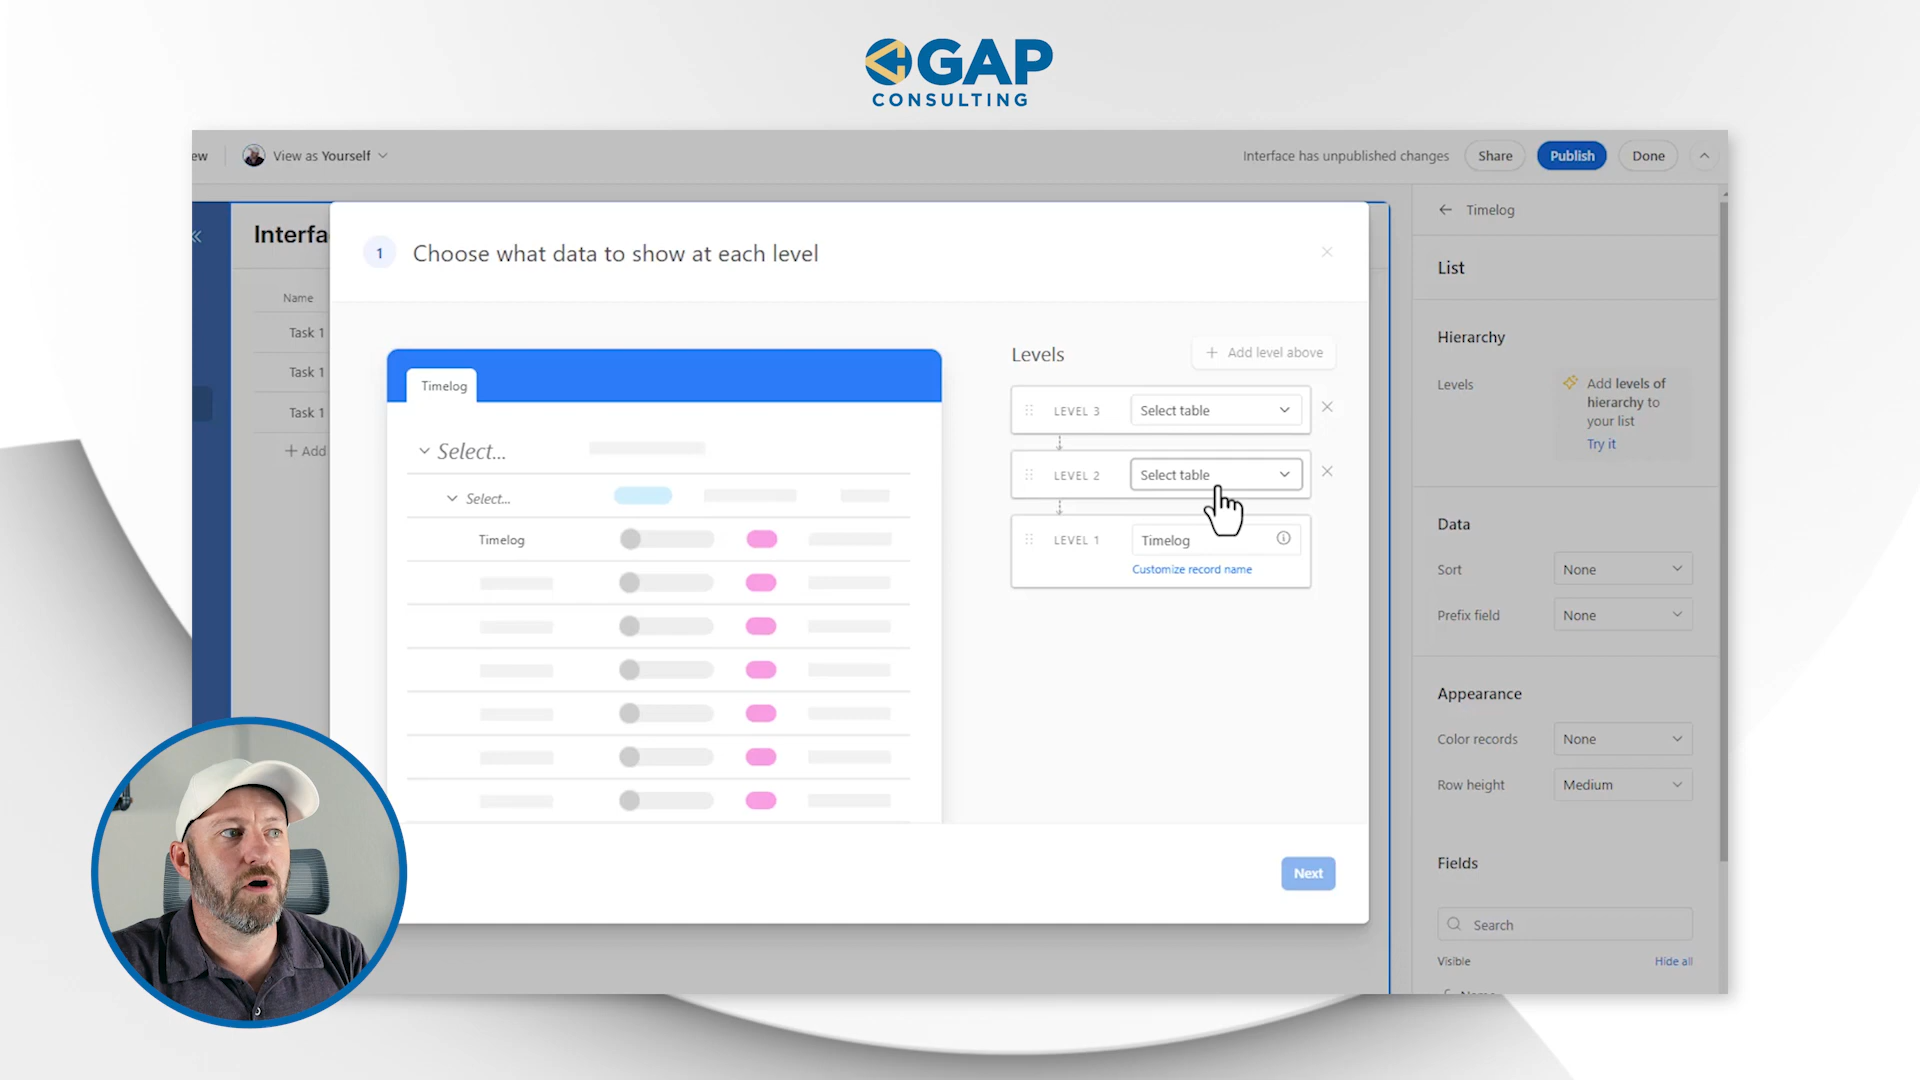 GAP
CONSULTING
ew
View as Yourself
Interface has unpublished changes
Share
Publish
Done
Interfa
Name
Task 1
Task 1
Task 1
+ Add
1
Choose what data to show at each level
Timelog
Select...
Select...
Timelog
Levels
+ Add level above
LEVEL 3
Select table
LEVEL 2
Select table
LEVEL 1
Timelog
Customize record name
Next
Timelog
List
Hierarchy
Levels
Add levels of
hierarchy to
your list
Try it
Data
Sort
None
Prefix field
None
Appearance
Color records
None
Row height
Medium
Fields
Search
Visible
Hide all